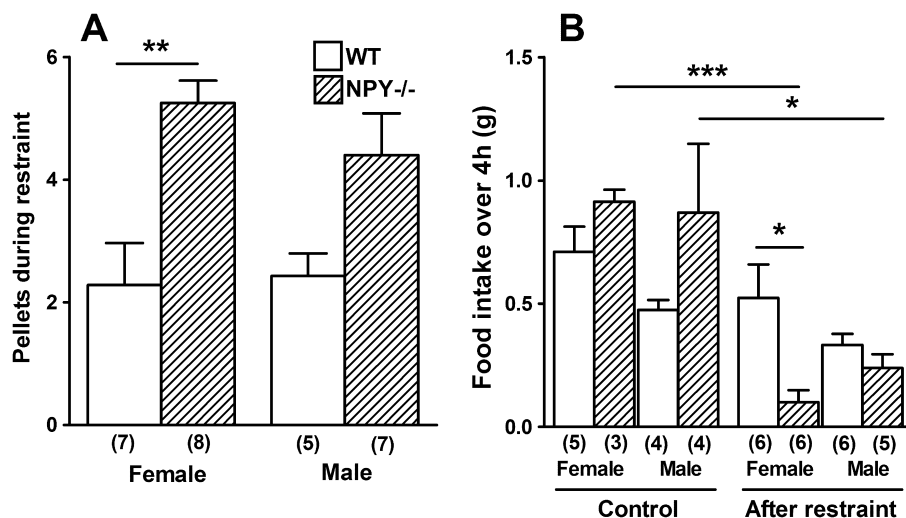 A
Pellets during restraint
6
4
2
0
**
WT
NPY-/-
(7) (8) (5) (7)
Female Male
B
Food intake over 4h (g)
1.5
1.0
0.5
0.0
***
*
*
(5) (3) (4) (4) (6) (6) (6) (5)
Female Male Female Male
Control After restraint